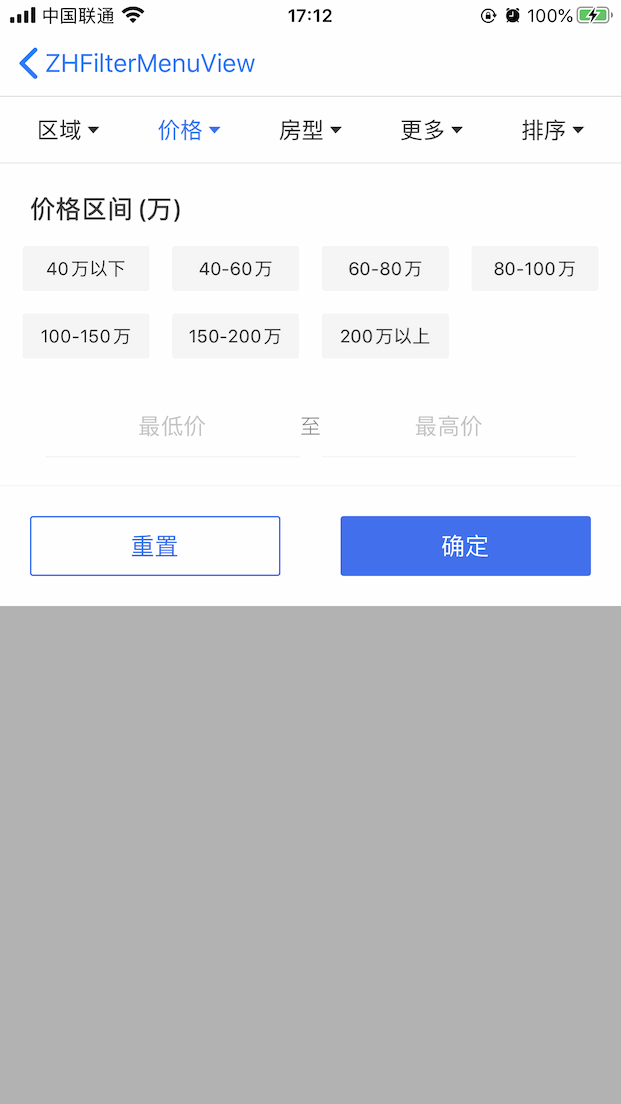 中国联通 17:12 100%
ZHFilterMenuView
区域 价格 房型 更多 排序
价格区间 (万)
40万以下 40-60万 60-80万 80-100万
100-150万 150-200万 200万以上
最低价 至 最高价
重置 确定